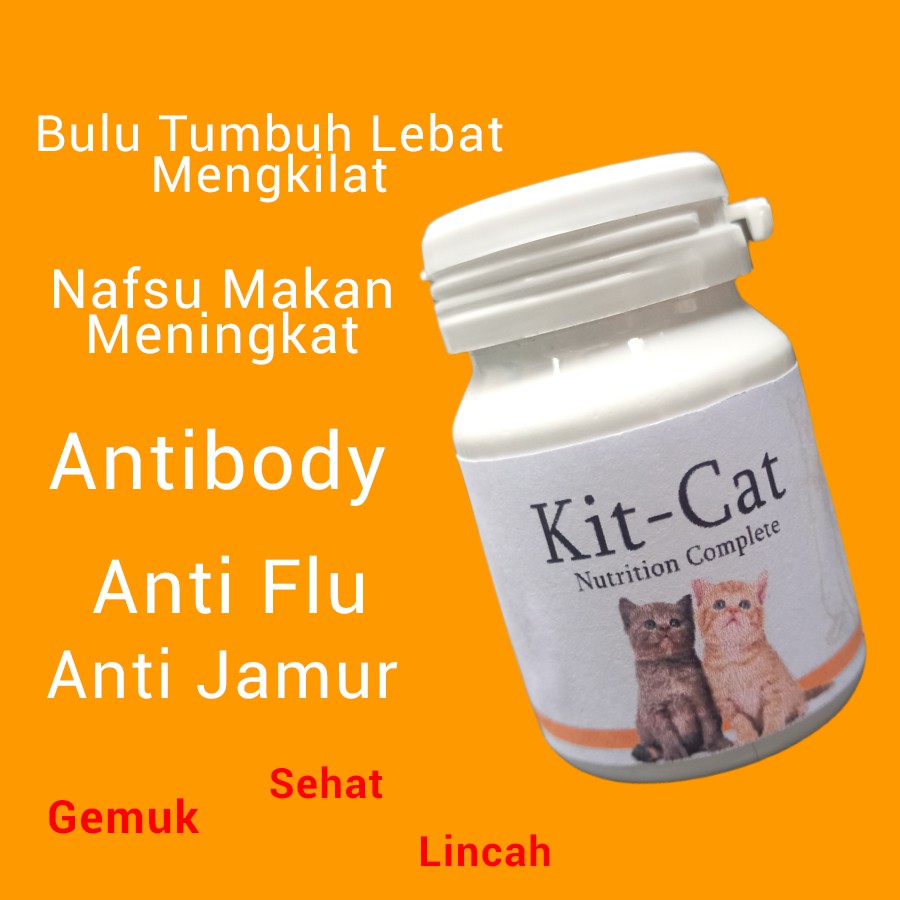 Bulu Tumbuh Lebat
Mengkilat
Nafsu Makan
Meningkat
Antibody
Anti Flu
Anti Jamur
Kit-Cat
Nutrition Complete
Sehat
Gemuk
Lincah